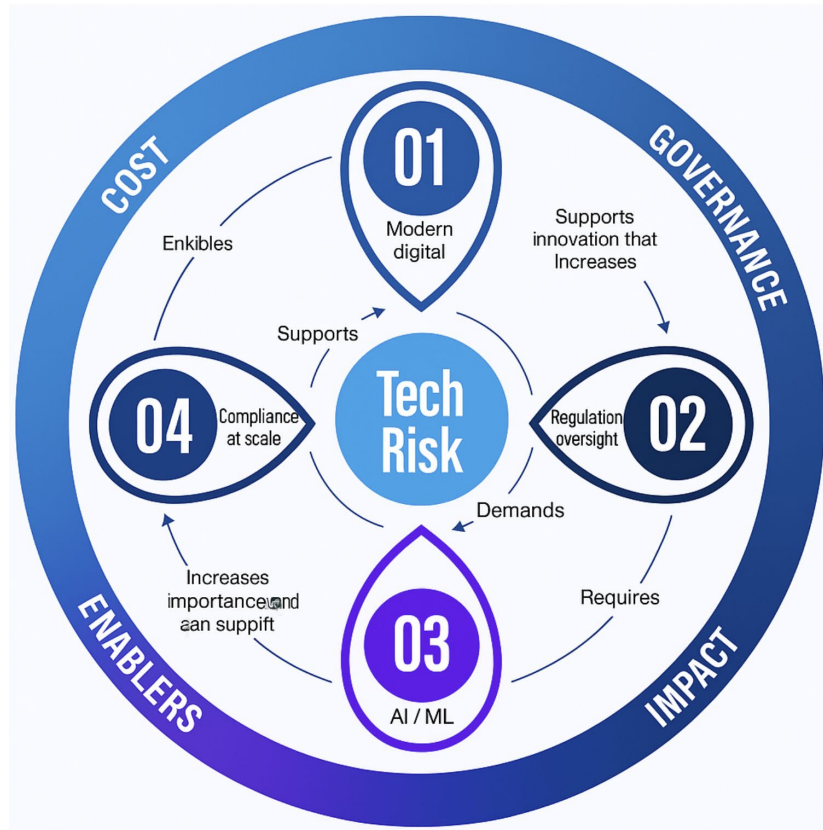 COST
GOVERNANCE
01
Modern
digital
Enkibles
Supports
innovation that
Increases
Supports
Tech
Risk
04
Compliance
at scale
Regulation
oversight
02
Demands
Increases
importance
aan suppift
Requires
03
AI / ML
ENABLERS
IMPACT